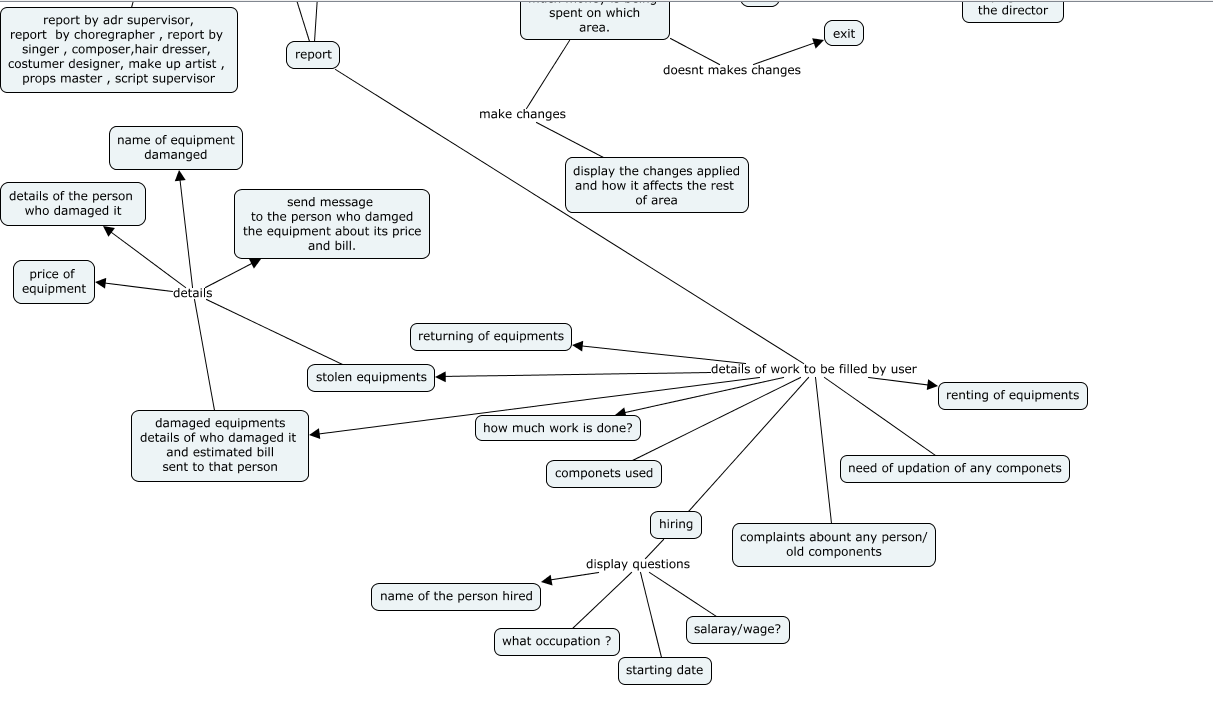 much money is being
spent on which
area.
the director
report by adr supervisor,
report by choregrapher , report by
singer , composer,hair dresser,
costumer designer, make up artist ,
props master , script supervisor
report
exit
doesnt makes changes
make changes
display the changes applied
and how it affects the rest
of area
name of equipment
damanged
details of the person
who damaged it
send message
to the person who damged
the equipment about its price
and bill.
price of
equipment
details
returning of equipments
stolen equipments
details of work to be filled by user
renting of equipments
damaged equipments
details of who damaged it
and estimated bill
sent to that person
how much work is done?
componets used
need of updation of any componets
hiring
complaints abount any person/
old components
display questions
name of the person hired
what occupation ?
salaray/wage?
starting date